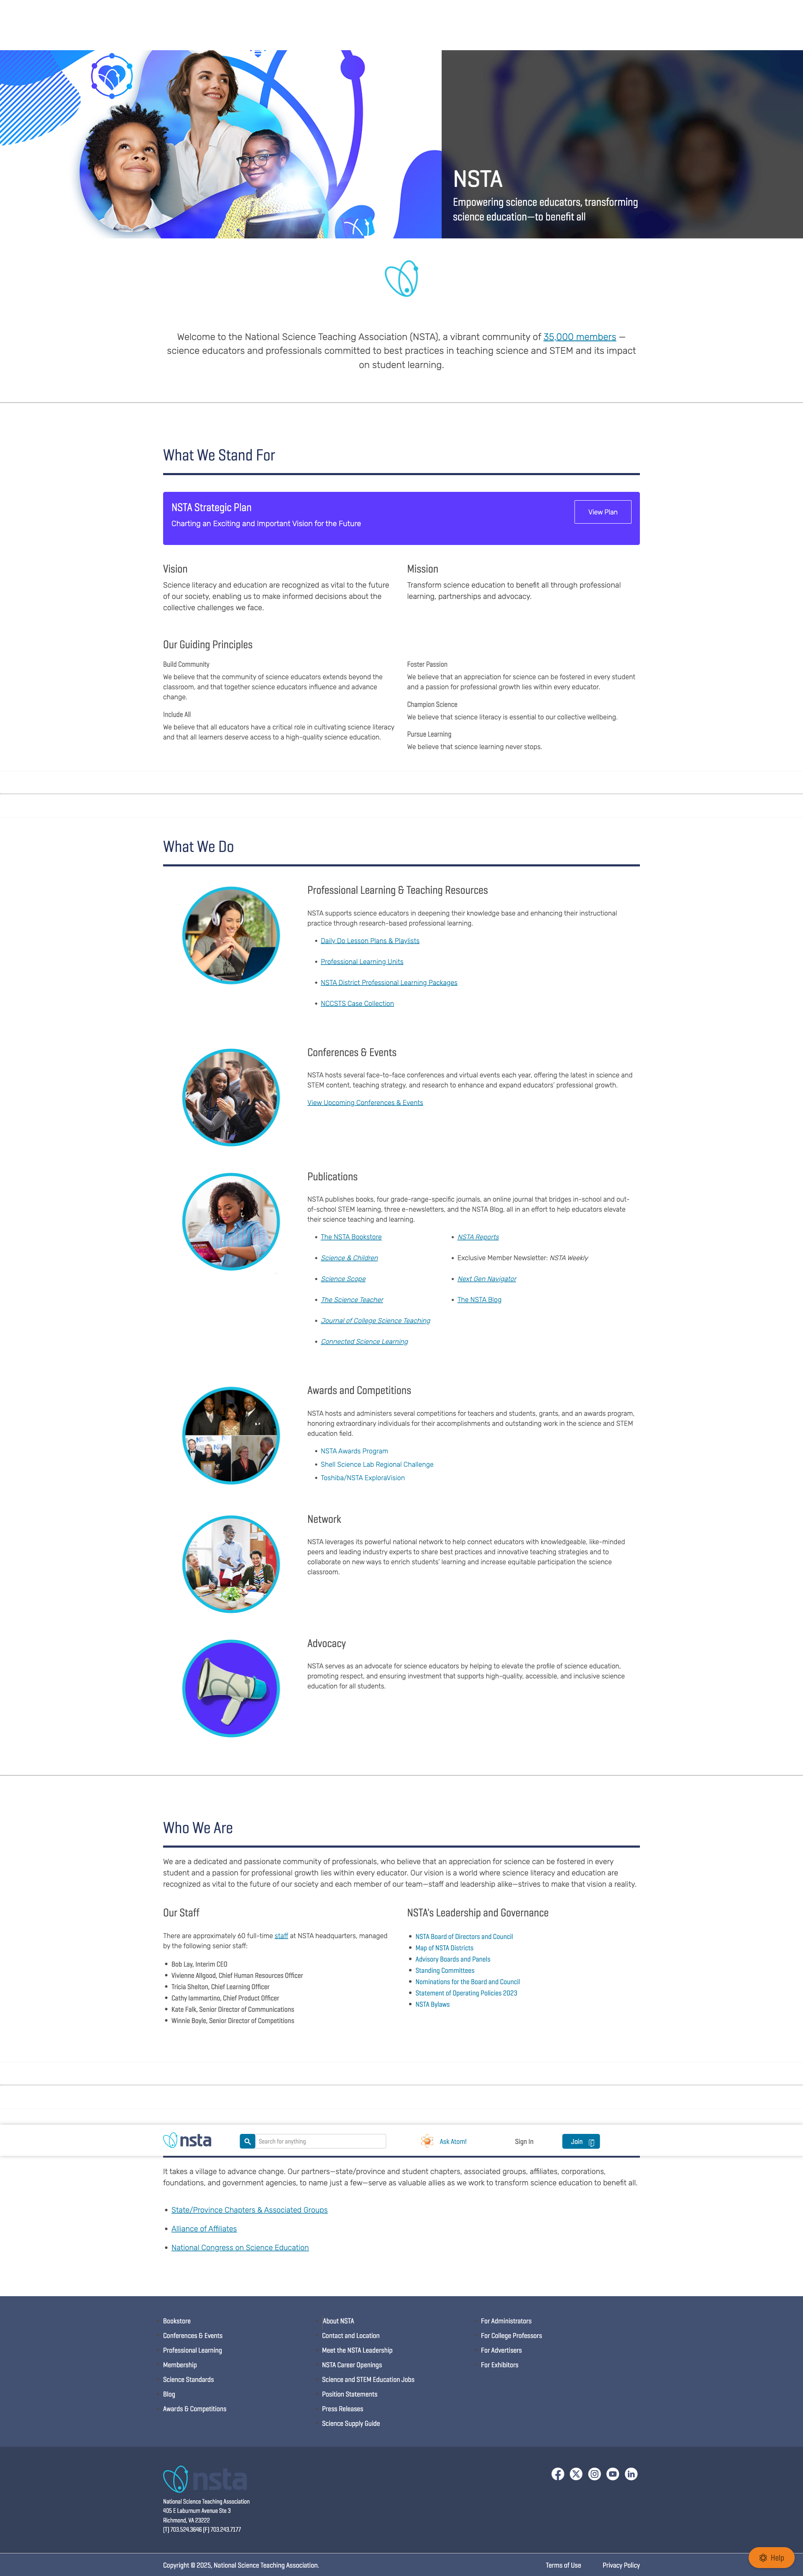 NSTA
Empowering science educators, transforming
science education—to benefit all
Welcome to the National Science Teaching Association (NSTA), a vibrant community of 35,000 members —
science educators and professionals committed to best practices in teaching science and STEM and its impact
on student learning.
What We Stand For
NSTA Strategic Plan
Charting an Exciting and Important Vision for the Future
View Plan
Vision
Science literacy and education are recognized as vital to the future
of our society, enabling us to make informed decisions about the
collective challenges we face.
Mission
Transform science education to benefit all through professional
learning, partnerships and advocacy.
Our Guiding Principles
Build Community
We believe that the community of science educators extends beyond the
classroom, and that together science educators influence and advance
change.
Include All
We believe that all educators have a critical role in cultivating science literacy
and that all learners deserve access to a high-quality science education.
Foster Passion
We believe that an appreciation for science can be fostered in every student
and a passion for professional growth lies within every educator.
Champion Science
We believe that science literacy is essential to our collective wellbeing.
Pursue Learning
We believe that science learning never stops.
What We Do
Professional Learning & Teaching Resources
NSTA supports science educators in deepening their knowledge base and enhancing their instructional
practice through research-based professional learning.
Daily Do Lesson Plans & Playlists
Professional Learning Units
NSTA District Professional Learning Packages
NCCSTS Case Collection
Conferences & Events
NSTA hosts several face-to-face conferences and virtual events each year, offering the latest in science and
STEM content, teaching strategy, and research to enhance and expand educators' professional growth.
View Upcoming Conferences & Events
Publications
NSTA publishes books, four grade-range-specific journals, an online journal that bridges in-school and out-
of-school STEM learning, three e-newsletters, and the NSTA Blog, all in an effort to help educators elevate
their science teaching and learning.
The NSTA Bookstore
Science & Children
Science Scope
The Science Teacher
Journal of College Science Teaching
Connected Science Learning
NSTA Reports
Exclusive Member Newsletter: NSTA Weekly
Next Gen Navigator
The NSTA Blog
Awards and Competitions
NSTA hosts and administers several competitions for teachers and students, grants, and an awards program,
honoring extraordinary individuals for their accomplishments and outstanding work in the science and STEM
education field.
NSTA Awards Program
Shell Science Lab Regional Challenge
Toshiba/NSTA ExploraVision
Network
NSTA leverages its powerful national network to help connect educators with knowledgeable, like-minded
peers and leading industry experts to share best practices and innovative teaching strategies and to
collaborate on new ways to enrich students' learning and increase equitable participation the science
classroom.
Advocacy
NSTA serves as an advocate for science educators by helping to elevate the profile of science education,
promoting respect, and ensuring investment that supports high-quality, accessible, and inclusive science
education for all students.
Who We Are
We are a dedicated and passionate community of professionals, who believe that an appreciation for science can be fostered in every
student and a passion for professional growth lies within every educator. Our vision is a world where science literacy and education are
recognized as vital to the future of our society and each member of our team—staff and leadership alike—strives to make that vision a reality.
Our Staff
There are approximately 60 full-time staff at NSTA headquarters, managed
by the following senior staff:
Bob Lay, Interim CEO
Vivienne Allgood, Chief Human Resources Officer
Tricia Shelton, Chief Learning Officer
Cathy Iammartino, Chief Product Officer
Kate Falk, Senior Director of Communications
Winnie Boyle, Senior Director of Competitions
NSTA's Leadership and Governance
NSTA Board of Directors and Council
Map of NSTA Districts
Advisory Boards and Panels
Standing Committees
Nominations for the Board and Council
Statement of Operating Policies 2023
NSTA Bylaws
nsta
Search for anything
Ask Atom!
Sign In
Join
It takes a village to advance change. Our partners—state/province and student chapters, associated groups, affiliates, corporations,
foundations, and government agencies, to name just a few—serve as valuable allies as we work to transform science education to benefit all.
State/Province Chapters & Associated Groups
Alliance of Affiliates
National Congress on Science Education
Bookstore
Conferences & Events
Professional Learning
Membership
Science Standards
Blog
Awards & Competitions
About NSTA
Contact and Location
Meet the NSTA Leadership
NSTA Career Openings
Science and STEM Education Jobs
Position Statements
Press Releases
Science Supply Guide
For Administrators
For College Professors
For Advertisers
For Exhibitors
nsta
National Science Teaching Association
405 E Laburnum Avenue Ste 3
Richmond, VA 23222
(T) 703.524.3646 (F) 703.243.7177
Copyright © 2025, National Science Teaching Association.
Terms of Use
Privacy Policy
Help